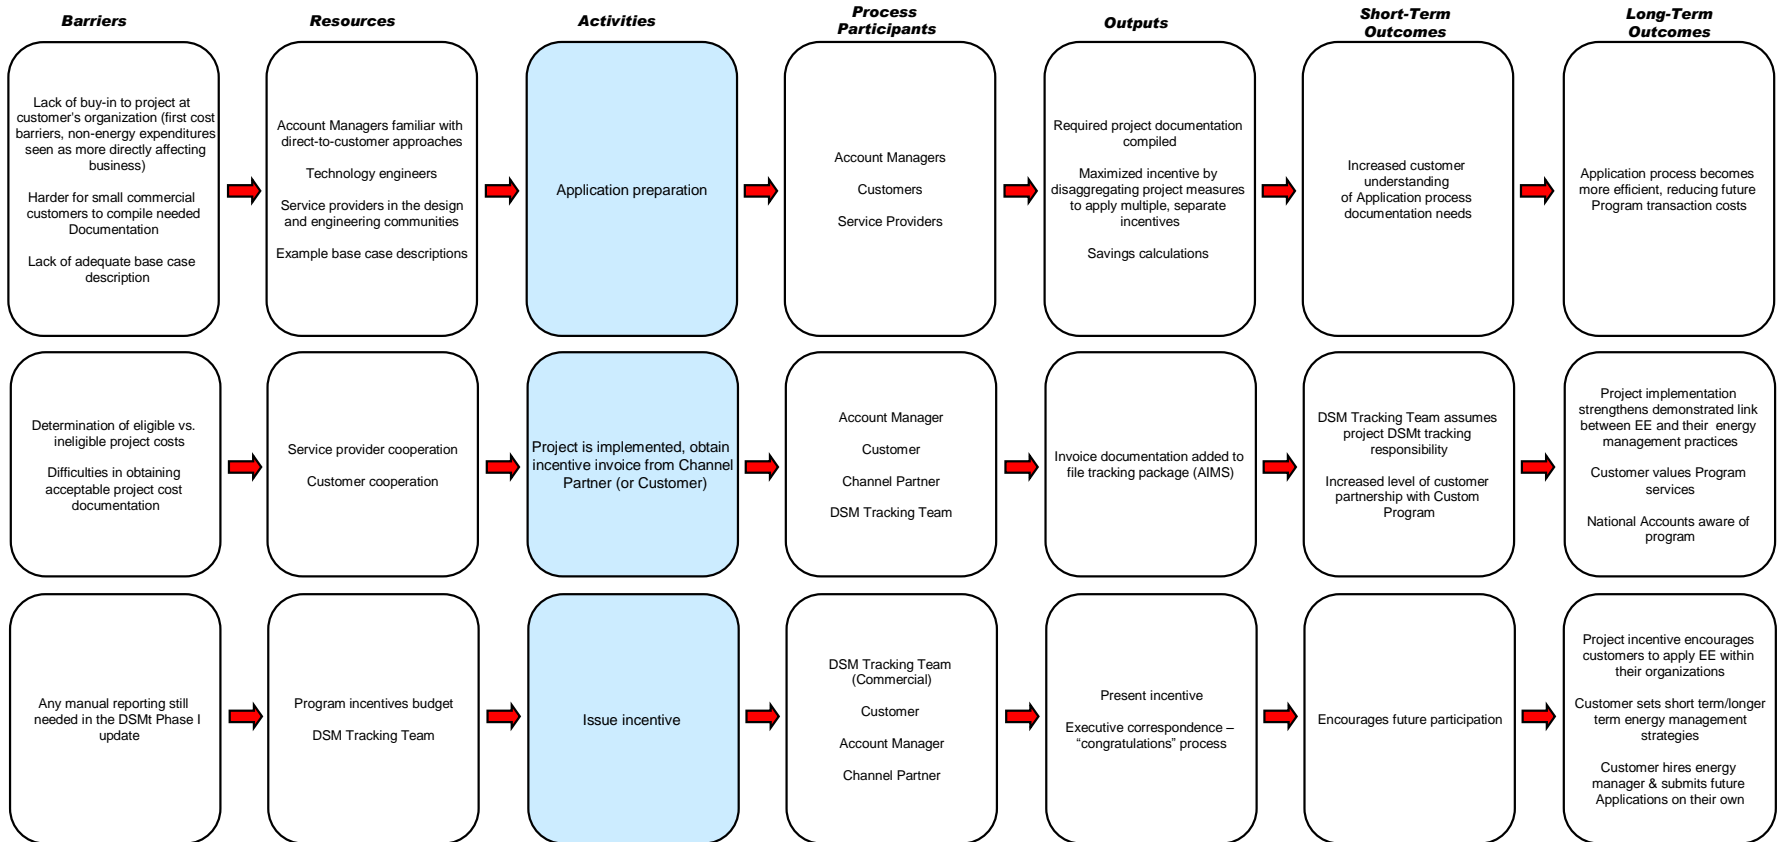 Barriers
Resources
Activities
Process
Participants
Outputs
Short-Term
Outcomes
Long-Term
Outcomes
Lack of buy-in to project at
customer's organization (first cost
barriers, non-energy expenditures
seen as more directly affecting
business)
Harder for small commercial
customers to compile needed
Documentation
Lack of adequate base case
description
Account Managers familiar with
direct-to-customer approaches
Technology engineers
Service providers in the design
and engineering communities
Example base case descriptions
Application preparation
Account Managers
Customers
Service Providers
Required project documentation
compiled
Maximized incentive by
disaggregating project measures
to apply multiple, separate
incentives
Savings calculations
Increased customer
understanding
of Application process
documentation needs
Application process becomes
more efficient, reducing future
Program transaction costs
Determination of eligible vs.
ineligible project costs
Difficulties in obtaining
acceptable project cost
documentation
Service provider cooperation
Customer cooperation
Project is implemented, obtain
incentive invoice from Channel
Partner (or Customer)
Account Manager
Customer
Channel Partner
DSM Tracking Team
Invoice documentation added to
file tracking package (AIMS)
DSM Tracking Team assumes
project DSMt tracking
responsibility
Increased level of customer
partnership with Custom
Program
Project implementation
strengthens demonstrated link
between EE and their energy
management practices
Customer values Program
services
National Accounts aware of
program
Any manual reporting still
needed in the DSMt Phase I
update
Program incentives budget
DSM Tracking Team
Issue incentive
DSM Tracking Team
(Commercial)
Customer
Account Manager
Channel Partner
Present incentive
Executive correspondence –
“congratulations” process
Encourages future participation
Project incentive encourages
customers to apply EE within
their organizations
Customer sets short term/longer
term energy management
strategies
Customer hires energy
manager & submits future
Applications on their own